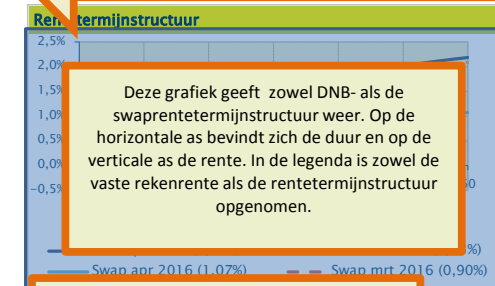 Rentetermijnstructuur
2,5%
2,0%
1,5%
1,0%
0,5%
0,0%
-0,5%
Deze grafiek geeft zowel DNB- als de
swaprentetermijnstructuur weer. Op de
horizontale as bevindt zich de duur en op de
verticale as de rente. In de legenda is zowel de
vaste rekenrente als de rentetermijnstructuur
opgenomen.
Swap apr 2016 (1,07%) Swap mrt 2016 (0,90%)